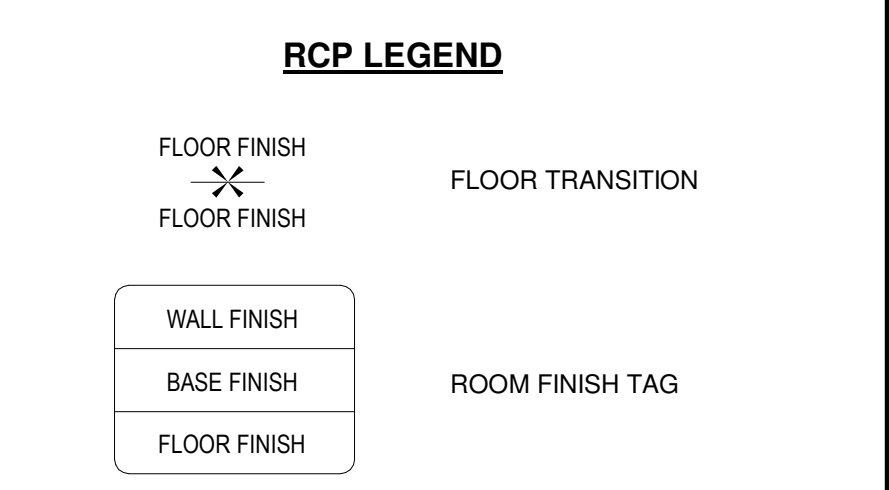 RCP LEGEND
FLOOR FINISH
FLOOR FINISH
FLOOR TRANSITION
WALL FINISH
BASE FINISH
FLOOR FINISH
ROOM FINISH TAG